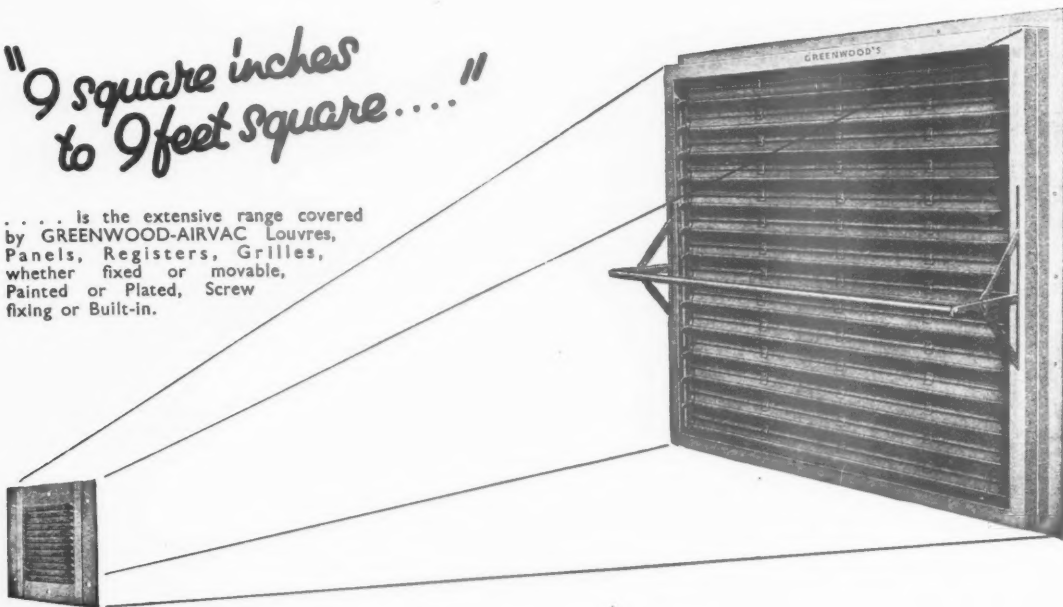 "9 square inches
to 9 feet square...."
.... is the extensive range covered
by GREENWOOD-AIRVAC Louvres,
Panels, Registers, Grilles,
whether fixed or movable,
Painted or Plated, Screw
fixing or Built-in.
GREENWOOD'S